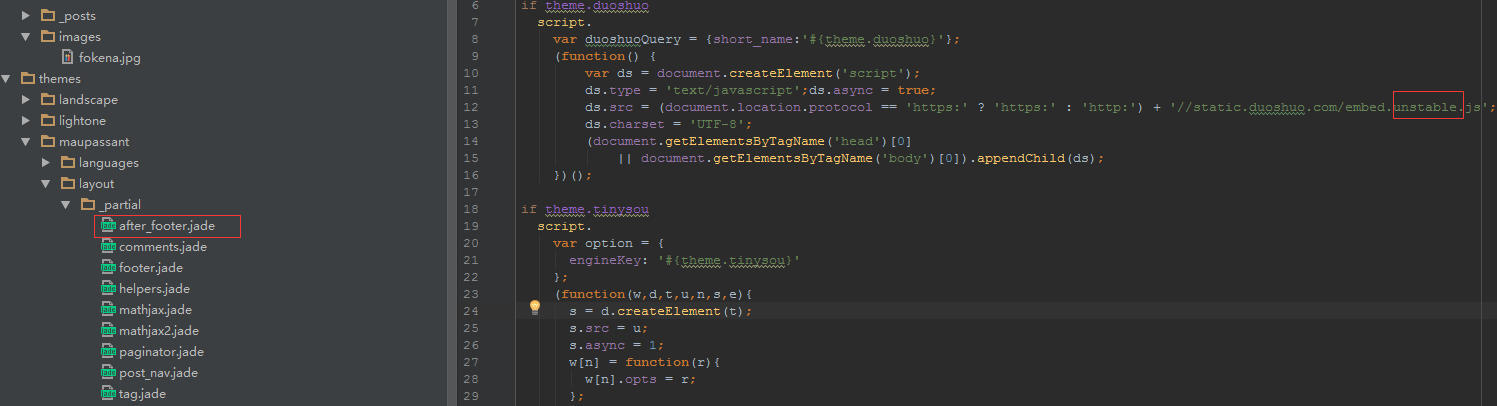 _posts
images
fokena.jpg
themes
landscape
lightone
maupassant
languages
layout
_partial
after_footer.jade
comments.jade
footer.jade
helpers.jade
mathjax.jade
mathjax2.jade
paginator.jade
post_nav.jade
tag.jade
6 if theme.duoshuo
7 script.
8 var duoshuoQuery = {short_name:'#{theme.duoshuo}'};
9 (function() {
10 var ds = document.createElement('script');
11 ds.type = 'text/javascript';ds.async = true;
12 ds.src = (document.location.protocol == 'https:' ? 'https:' : 'http:') + '//static.duoshuo.com/embed.unstable.js';
13 ds.charset = 'UTF-8';
14 (document.getElementsByTagName('head')[0]
15 || document.getElementsByTagName('body')[0]).appendChild(ds);
16 })();
17
18 if theme.tinysou
19 script.
20 var option = {
21 engineKey: '#{theme.tinysou}'
22 };
23 (function(w,d,t,u,n,s,e){
24 s = d.createElement(t);
25 s.src = u;
26 s.async = 1;
27 w[n] = function(r){
28 w[n].opts = r;
29 };